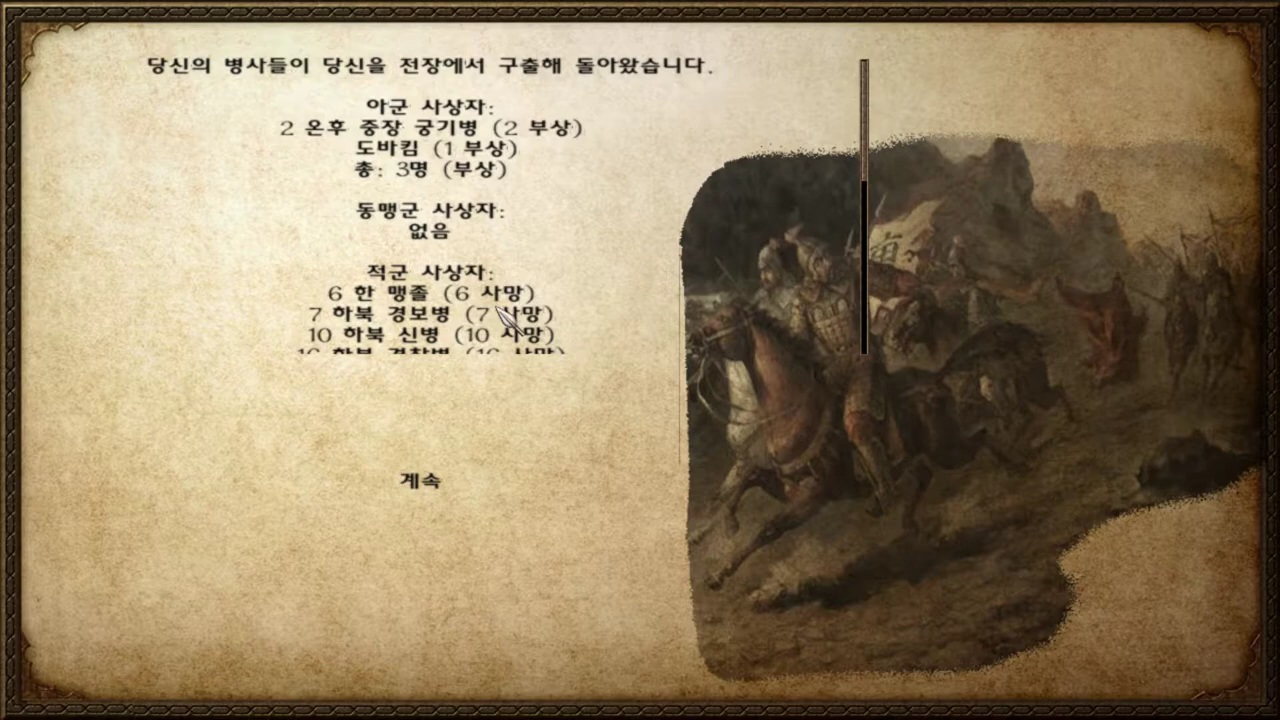 당신의 병사들이 당신을 전장에서 구출해 돌아왔습니다.
아군 사상자:
2 온후 중장 궁기병 (2 부상)
도바킴 (1 부상)
총: 3명 (부상)
동맹군 사상자:
없음
적군 사상자:
6 한 맹졸 (6 사망)
7 하북 경보병 (7 사망)
10 하북 신병 (10 사망)
계속